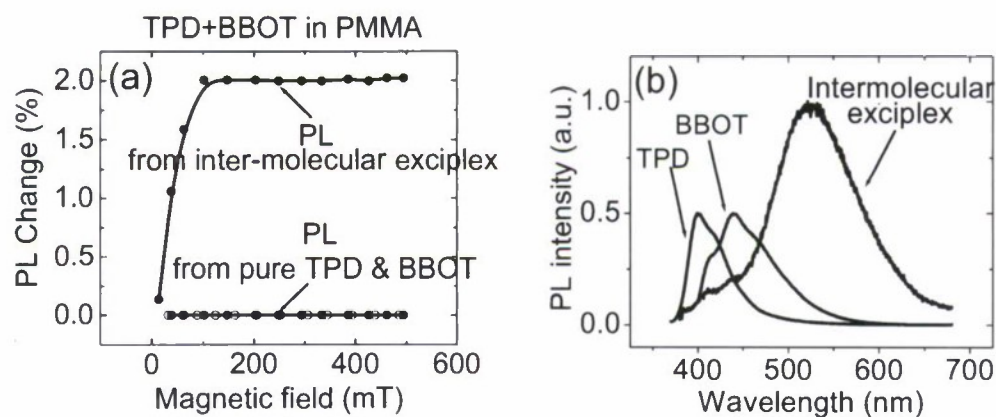 TPD+BBOT in PMMA
(a)
PL Change (%)
2.0
1.5
1.0
0.5
0.0
PL
from inter-molecular exciplex
PL
from pure TPD & BBOT
0
200
400
600
Magnetic field (mT)
(b)
PL intensity (a.u.)
1.0
0.5
0.0
Intermolecular
exciplex
BBOT
TPD
400
500
600
700
Wavelength (nm)